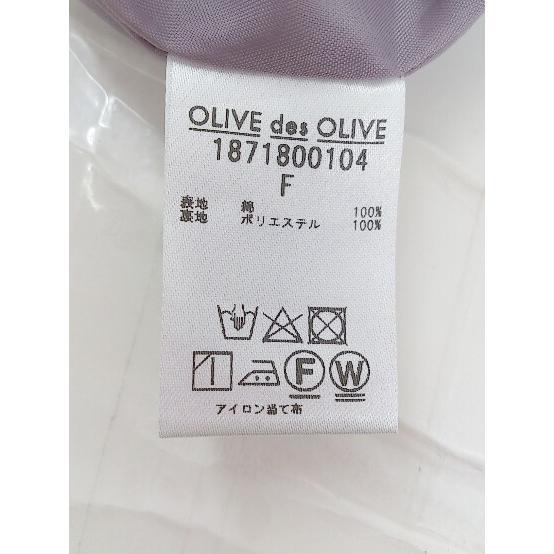 OLIVE des OLIVE
1871800104
F
表地 綿 100%
裏地 ポリエステル 100%
F W
アイロン当て布